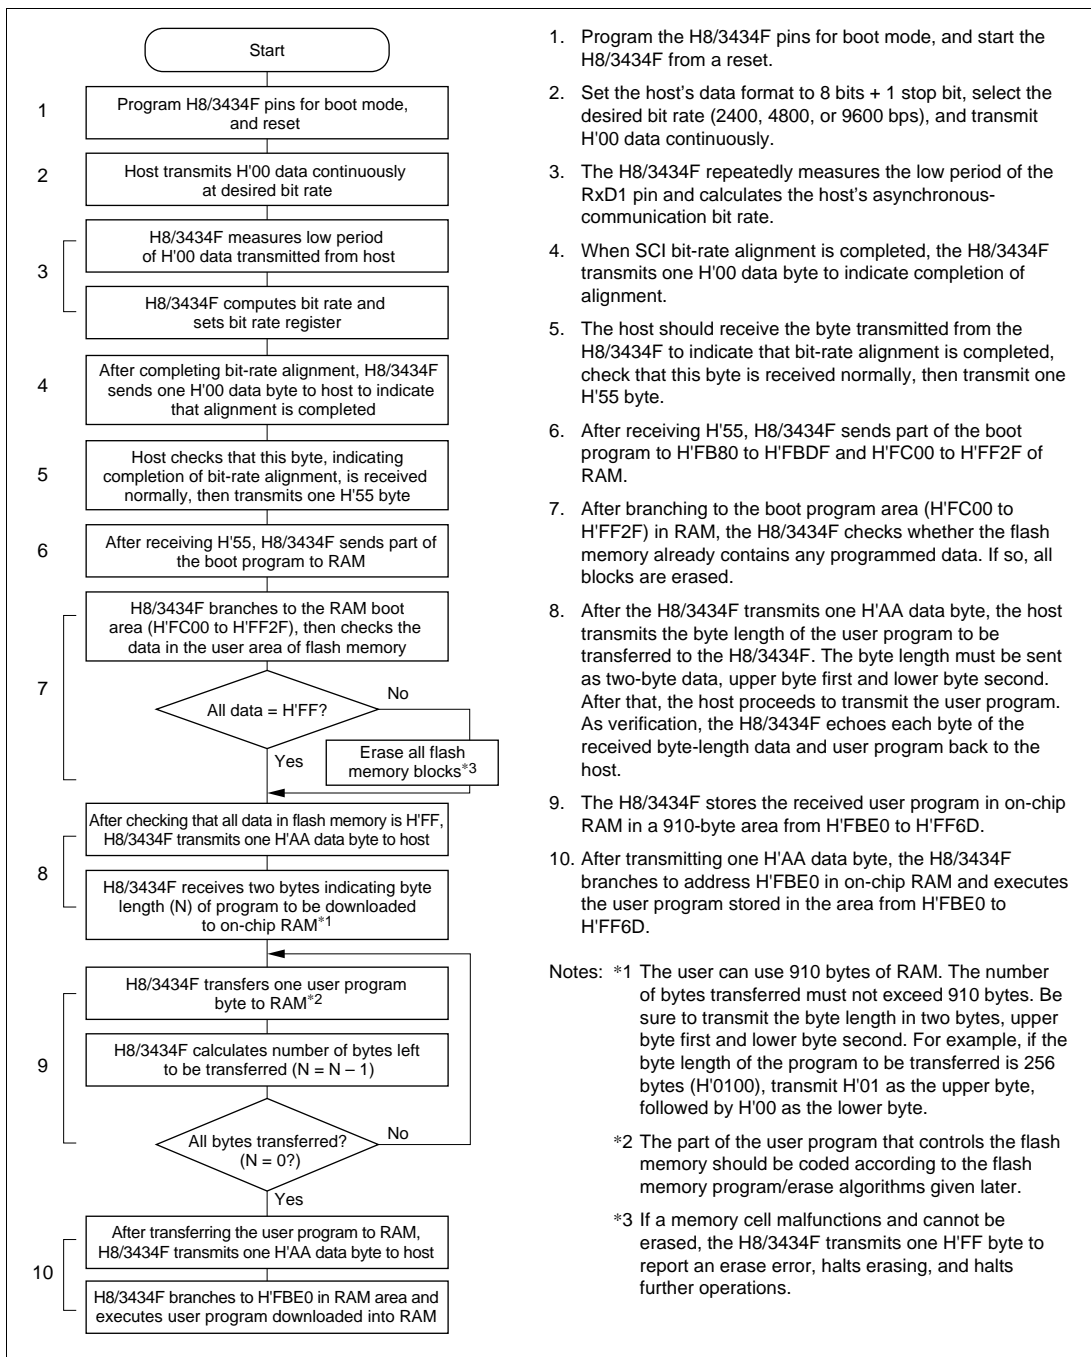 Start
1
Program H8/3434F pins for boot mode,
and reset
2
Host transmits H'00 data continuously
at desired bit rate
3
H8/3434F measures low period
of H'00 data transmitted from host
H8/3434F computes bit rate and
sets bit rate register
4
After completing bit-rate alignment, H8/3434F
sends one H'00 data byte to host to indicate
that alignment is completed
5
Host checks that this byte, indicating
completion of bit-rate alignment, is received
normally, then transmits one H'55 byte
6
After receiving H'55, H8/3434F sends part of
the boot program to RAM
7
H8/3434F branches to the RAM boot
area (H'FC00 to H'FF2F), then checks the
data in the user area of flash memory
All data = H'FF?
No
Yes
Erase all flash
memory blocks*3
8
After checking that all data in flash memory is H'FF,
H8/3434F transmits one H'AA data byte to host
H8/3434F receives two bytes indicating byte
length (N) of program to be downloaded
to on-chip RAM*1
9
H8/3434F transfers one user program
byte to RAM*2
H8/3434F calculates number of bytes left
to be transferred (N = N – 1)
All bytes transferred?
(N = 0?)
No
Yes
10
After transferring the user program to RAM,
H8/3434F transmits one H'AA data byte to host
H8/3434F branches to H'FBE0 in RAM area and
executes user program downloaded into RAM
1. Program the H8/3434F pins for boot mode, and start the
H8/3434F from a reset.
2. Set the host's data format to 8 bits + 1 stop bit, select the
desired bit rate (2400, 4800, or 9600 bps), and transmit
H'00 data continuously.
3. The H8/3434F repeatedly measures the low period of the
RxD1 pin and calculates the host's asynchronous-
communication bit rate.
4. When SCI bit-rate alignment is completed, the H8/3434F
transmits one H'00 data byte to indicate completion of
alignment.
5. The host should receive the byte transmitted from the
H8/3434F to indicate that bit-rate alignment is completed,
check that this byte is received normally, then transmit one
H'55 byte.
6. After receiving H'55, H8/3434F sends part of the boot
program to H'FB80 to H'FBDF and H'FC00 to H'FF2F of
RAM.
7. After branching to the boot program area (H'FC00 to
H'FF2F) in RAM, the H8/3434F checks whether the flash
memory already contains any programmed data. If so, all
blocks are erased.
8. After the H8/3434F transmits one H'AA data byte, the host
transmits the byte length of the user program to be
transferred to the H8/3434F. The byte length must be sent
as two-byte data, upper byte first and lower byte second.
After that, the host proceeds to transmit the user program.
As verification, the H8/3434F echoes each byte of the
received byte-length data and user program back to the
host.
9. The H8/3434F stores the received user program in on-chip
RAM in a 910-byte area from H'FBE0 to H'FF6D.
10. After transmitting one H'AA data byte, the H8/3434F
branches to address H'FBE0 in on-chip RAM and executes
the user program stored in the area from H'FBE0 to
H'FF6D.
Notes: *1 The user can use 910 bytes of RAM. The number
of bytes transferred must not exceed 910 bytes. Be
sure to transmit the byte length in two bytes, upper
byte first and lower byte second. For example, if the
byte length of the program to be transferred is 256
bytes (H'0100), transmit H'01 as the upper byte,
followed by H'00 as the lower byte.
*2 The part of the user program that controls the flash
memory should be coded according to the flash
memory program/erase algorithms given later.
*3 If a memory cell malfunctions and cannot be
erased, the H8/3434F transmits one H'FF byte to
report an erase error, halts erasing, and halts
further operations.